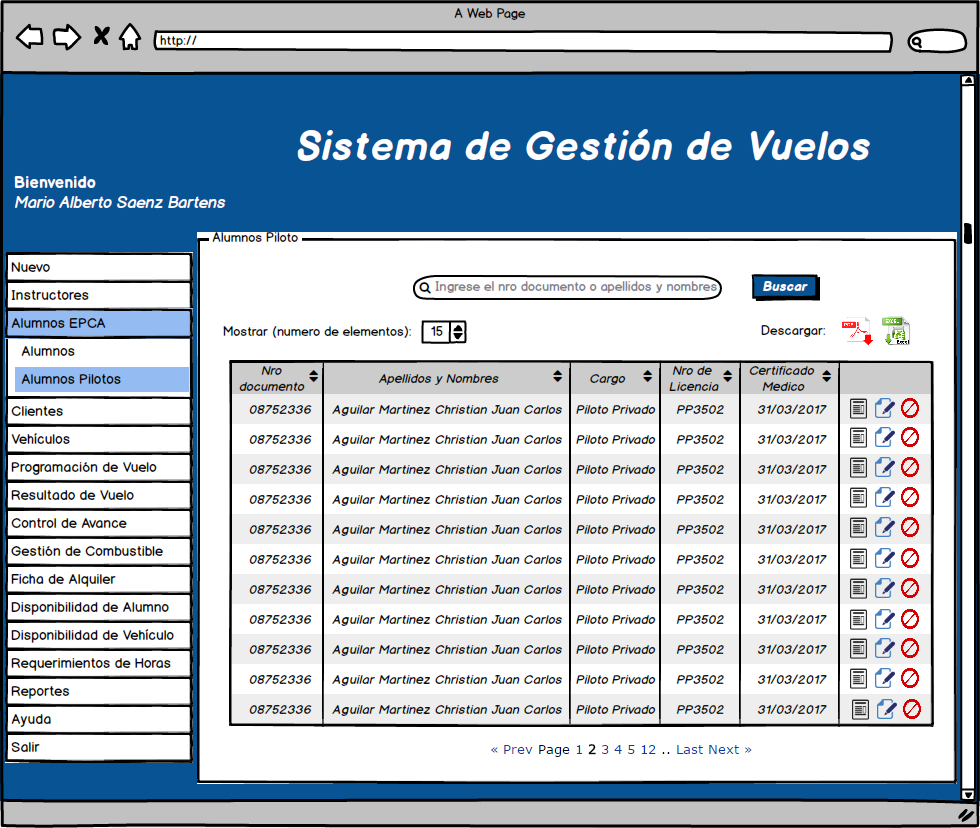 A Web Page
http://
Sistema de Gestión de Vuelos
Bienvenido
Mario Alberto Saenz Bartens
Nuevo
Instructores
Alumnos EPCA
Alumnos
Alumnos Pilotos
Clientes
Vehículos
Programación de Vuelo
Resultado de Vuelo
Control de Avance
Gestión de Combustible
Ficha de Alquiler
Disponibilidad de Alumno
Disponibilidad de Vehículo
Requerimientos de Horas
Reportes
Ayuda
Salir
Alumnos Piloto
Ingrese el nro documento o apellidos y nombres
Buscar
Mostrar (numero de elementos): 15
Descargar:
Nro documento Apellidos y Nombres Cargo Nro de Licencia Certificado Medico
08752336 Aguilar Martinez Christian Juan Carlos Piloto Privado PP3502 31/03/2017
08752336 Aguilar Martinez Christian Juan Carlos Piloto Privado PP3502 31/03/2017
08752336 Aguilar Martinez Christian Juan Carlos Piloto Privado PP3502 31/03/2017
08752336 Aguilar Martinez Christian Juan Carlos Piloto Privado PP3502 31/03/2017
08752336 Aguilar Martinez Christian Juan Carlos Piloto Privado PP3502 31/03/2017
08752336 Aguilar Martinez Christian Juan Carlos Piloto Privado PP3502 31/03/2017
08752336 Aguilar Martinez Christian Juan Carlos Piloto Privado PP3502 31/03/2017
08752336 Aguilar Martinez Christian Juan Carlos Piloto Privado PP3502 31/03/2017
08752336 Aguilar Martinez Christian Juan Carlos Piloto Privado PP3502 31/03/2017
08752336 Aguilar Martinez Christian Juan Carlos Piloto Privado PP3502 31/03/2017
08752336 Aguilar Martinez Christian Juan Carlos Piloto Privado PP3502 31/03/2017
« Prev Page 1 2 3 4 5 12 .. Last Next »